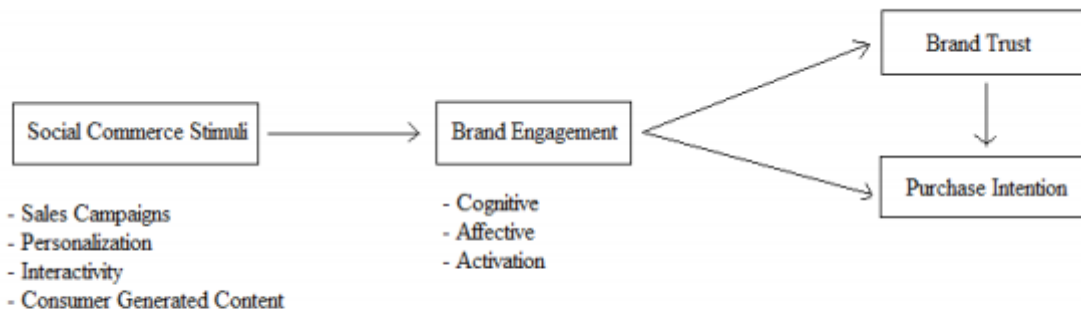 Brand Trust
Social Commerce Stimuli
Brand Engagement
Purchase Intention
- Sales Campaigns
- Personalization
- Interactivity
- Consumer Generated Content
- Cognitive
- Affective
- Activation